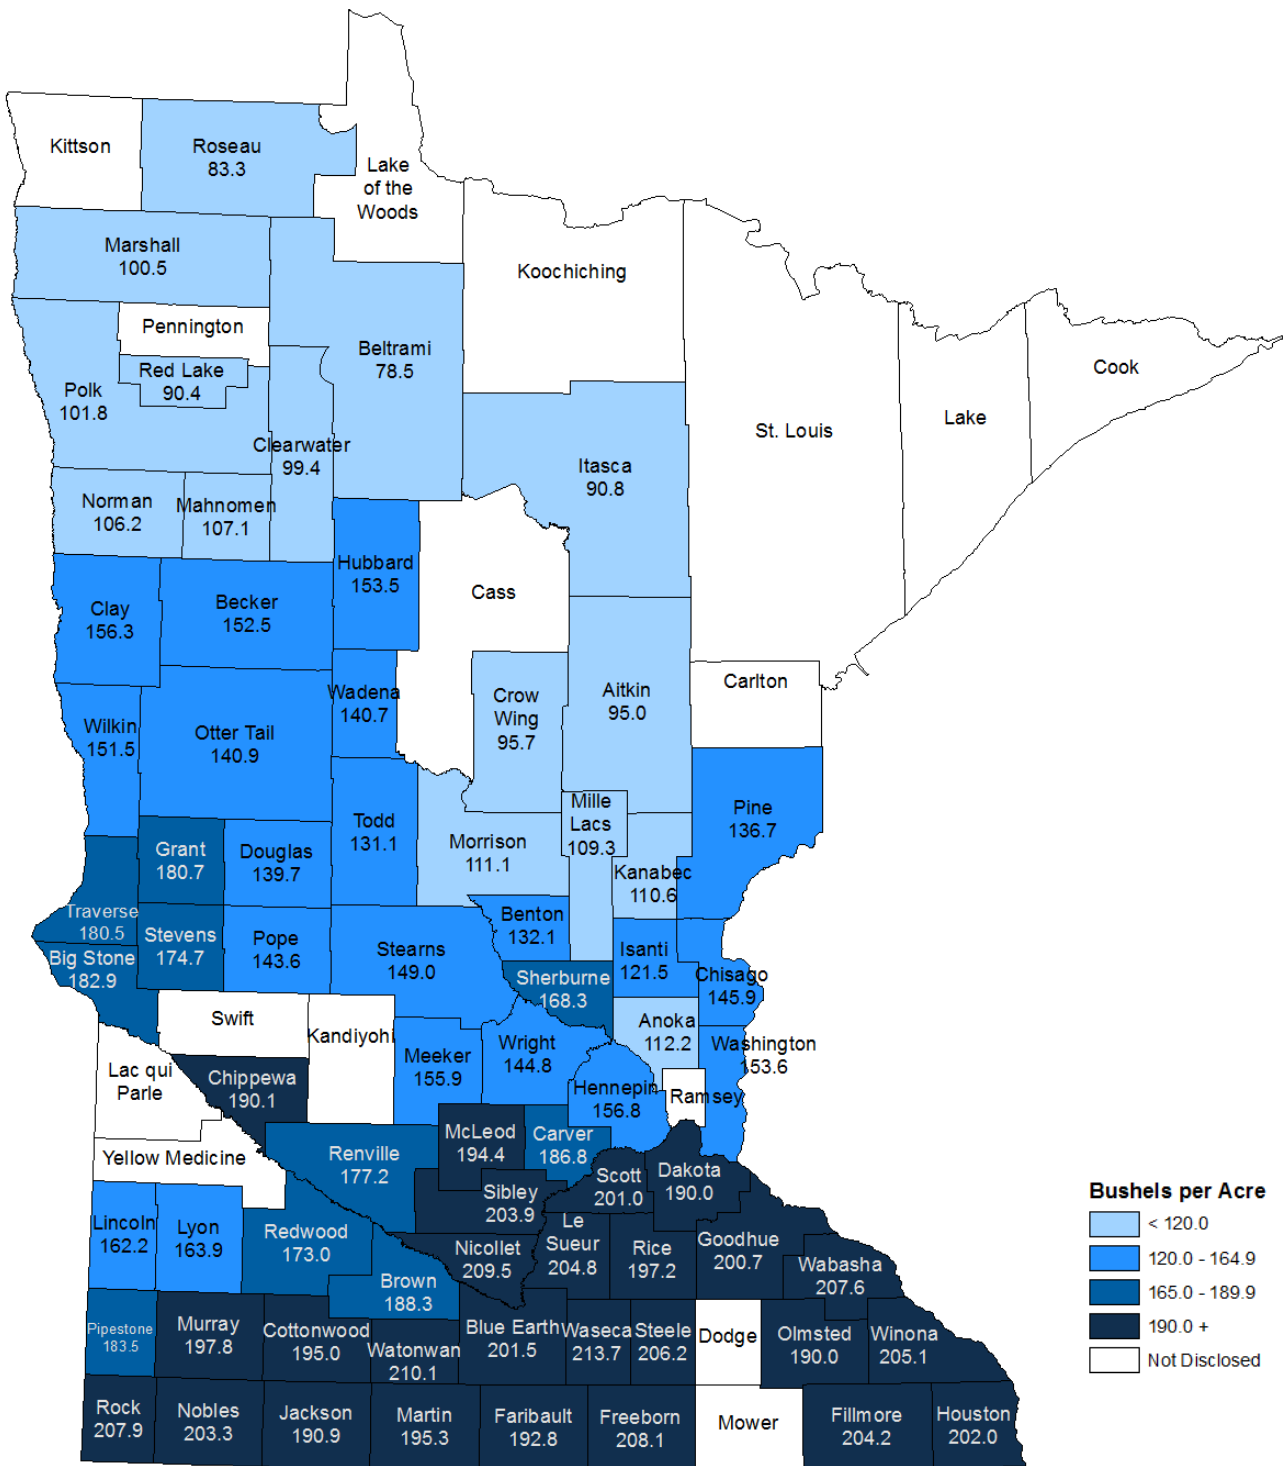 Kittson
Roseau
83.3
Lake
of the
Woods
Marshall
100.5
Koochiching
Pennington
Beltrami
78.5
Red Lake
90.4
Polk
101.8
Cook
Lake
St. Louis
Clearwater
99.4
Itasca
90.8
Norman
106.2
Mahnomen
107.1
Hubbard
153.5
Cass
Clay
156.3
Becker
152.5
Carlton
Wadena
140.7
Crow
Wing
95.7
Aitkin
95.0
Wilkin
151.5
Otter Tail
140.9
Pine
136.7
Todd
131.1
Mille
Lacs
109.3
Morrison
111.1
Grant
180.7
Douglas
139.7
Kanabec
110.6
Traverse
180.5
Stevens
174.7
Pope
143.6
Stearns
149.0
Benton
132.1
Isanti
121.5
Big Stone
182.9
Sherburne
168.3
Chisago
145.9
Swift
Kandiyohi
Anoka
112.2
Washington
153.6
Wright
144.8
Meeker
155.9
Lac qui
Parle
Chippewa
190.1
Hennepin
156.8
Ramsey
McLeod
194.4
Carver
186.8
Yellow Medicine
Renville
177.2
Scott
201.0
Dakota
190.0
Sibley
203.9
Lincoln
162.2
Lyon
163.9
Redwood
173.0
Nicollet
209.5
Le
Sueur
204.8
Rice
197.2
Goodhue
200.7
Wabasha
207.6
Brown
188.3
Pipestone
183.5
Murray
197.8
Cottonwood
195.0
Watonwan
210.1
Blue Earth
201.5
Waseca
213.7
Steele
206.2
Dodge
Olmsted
190.0
Winona
205.1
Rock
207.9
Nobles
203.3
Jackson
190.9
Martin
195.3
Faribault
192.8
Freeborn
208.1
Mower
Fillmore
204.2
Houston
202.0
Bushels per Acre
< 120.0
120.0 - 164.9
165.0 - 189.9
190.0 +
Not Disclosed